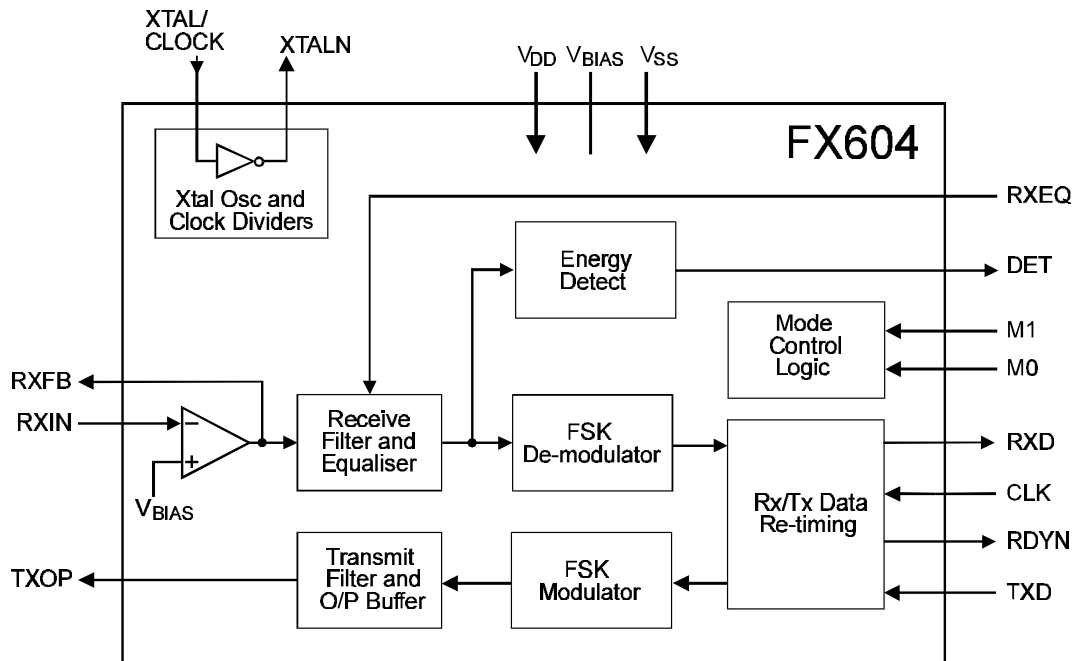 XTAL/
CLOCK
XTALN
VDD
VBIAS
VSS
FX604
Xtal Osc and
Clock Dividers
RXEQ
Energy
Detect
DET
Mode
Control
Logic
M1
M0
RXFB
RXIN
−
+
VBIAS
Receive
Filter and
Equaliser
FSK
De-modulator
Rx/Tx Data
Re-timing
RXD
CLK
RDYN
TXD
TXOP
Transmit
Filter and
O/P Buffer
FSK
Modulator